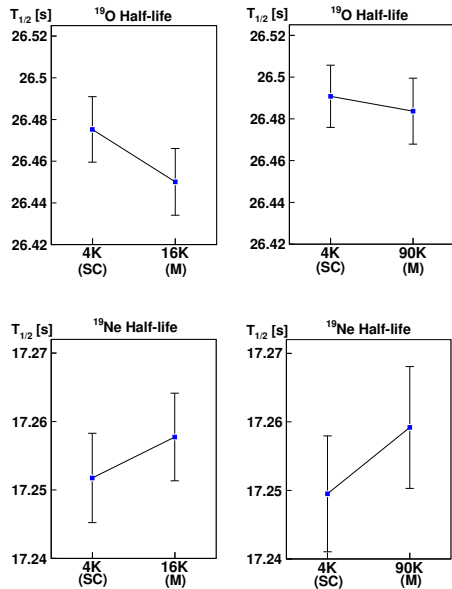 T1/2 [s] 19O Half-life
26.52
26.5
26.48
26.46
26.44
26.42
4K 16K
(SC) (M)
T1/2 [s] 19O Half-life
26.52
26.5
26.48
26.46
26.44
26.42
4K 90K
(SC) (M)
T1/2 [s] 19Ne Half-life
17.27
17.26
17.25
17.24
4K 16K
(SC) (M)
T1/2 [s] 19Ne Half-life
17.27
17.26
17.25
17.24
4K 90K
(SC) (M)